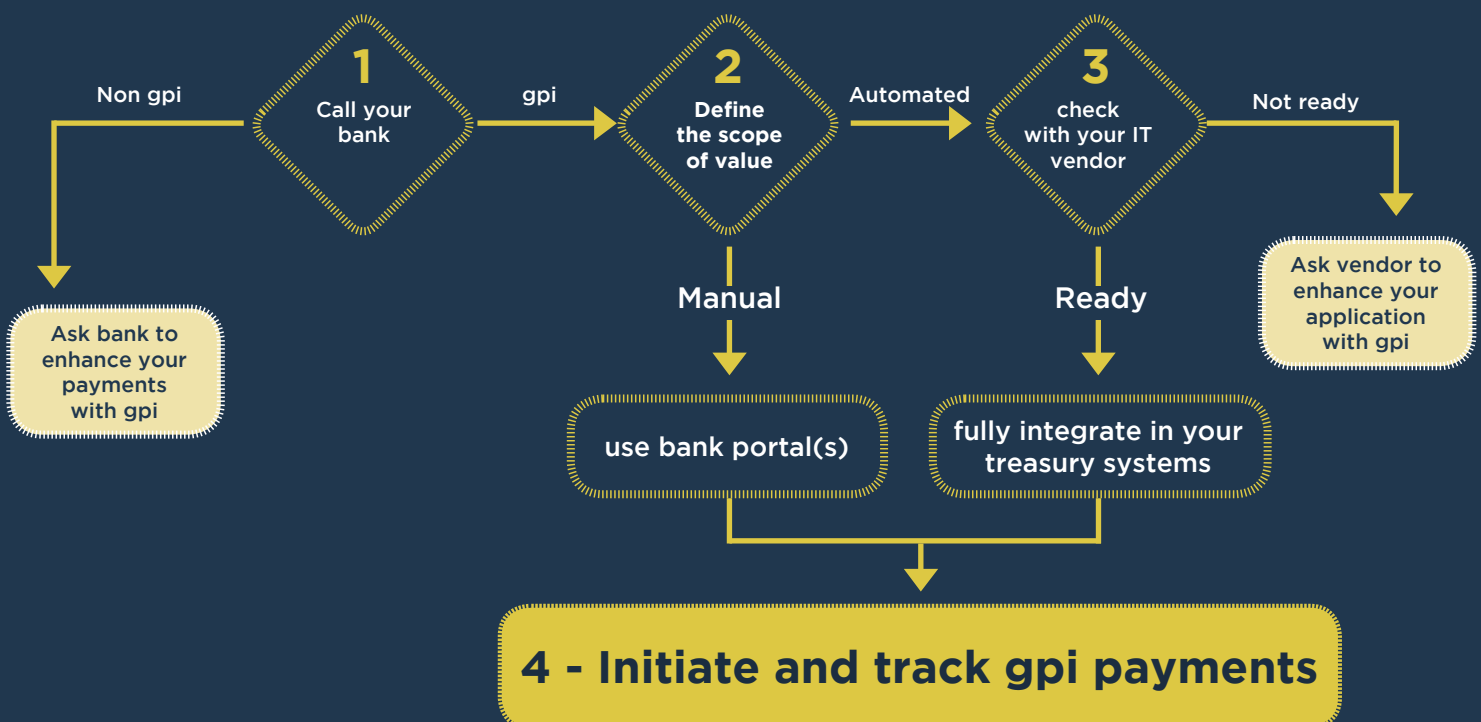 1
Call your
bank
Non gpi
gpi
2
Define
the scope
of value
Automated
3
check
with your IT
vendor
Not ready
Ask bank to
enhance your
payments
with gpi
Manual
Ready
Ask vendor to
enhance your
application
with gpi
use bank portal(s)
fully integrate in your
treasury systems
4 - Initiate and track gpi payments